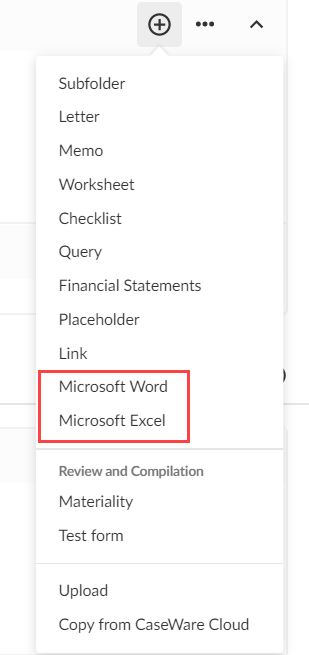 Subfolder
Letter
Memo
Worksheet
Checklist
Query
Financial Statements
Placeholder
Link
Microsoft Word
Microsoft Excel
Review and Compilation
Materiality
Test form
Upload
Copy from CaseWare Cloud